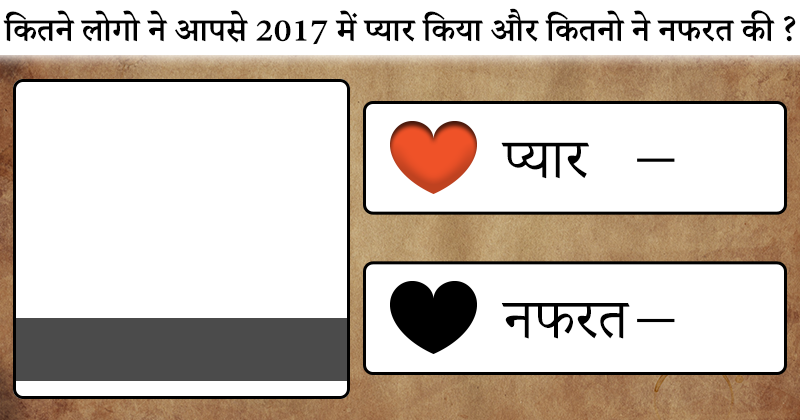 कितने लोगो ने आपसे 2017 में प्यार किया और कितनो ने नफरत की ?
प्यार —
नफरत —